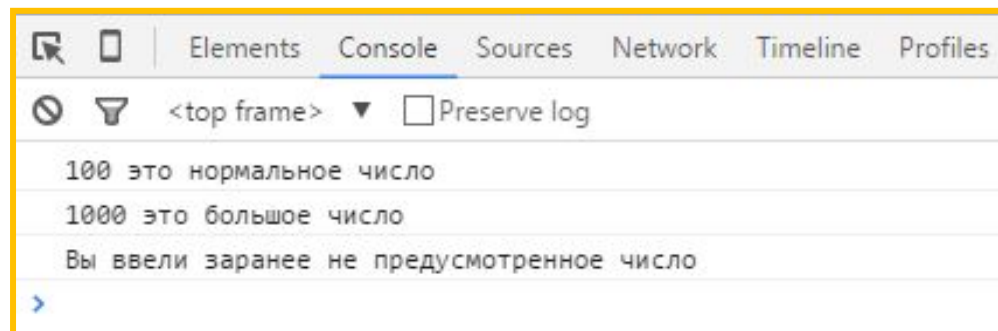 Elements Console Sources Network Timeline Profiles
<top frame> ▼ Preserve log
100 это нормальное число
1000 это большое число
Вы ввели заранее не предусмотренное число
>